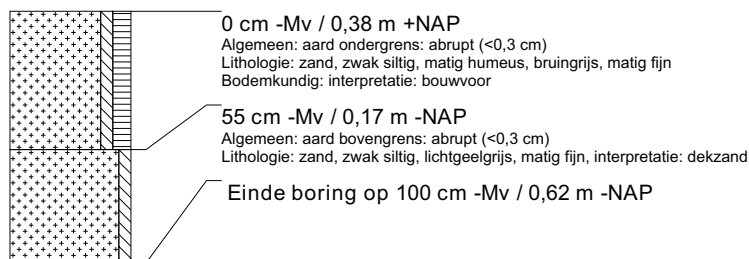 0 cm -Mv / 0,38 m +NAP
Algemeen: aard ondergrens: abrupt (<0,3 cm)
Lithologie: zand, zwak siltig, matig humeus, bruingrijs, matig fijn
Bodemkundig: interpretatie: bouwvoor
55 cm -Mv / 0,17 m -NAP
Algemeen: aard bovengrens: abrupt (<0,3 cm)
Lithologie: zand, zwak siltig, lichtgeelgrijs, matig fijn, interpretatie: dekzand
Einde boring op 100 cm -Mv / 0,62 m -NAP